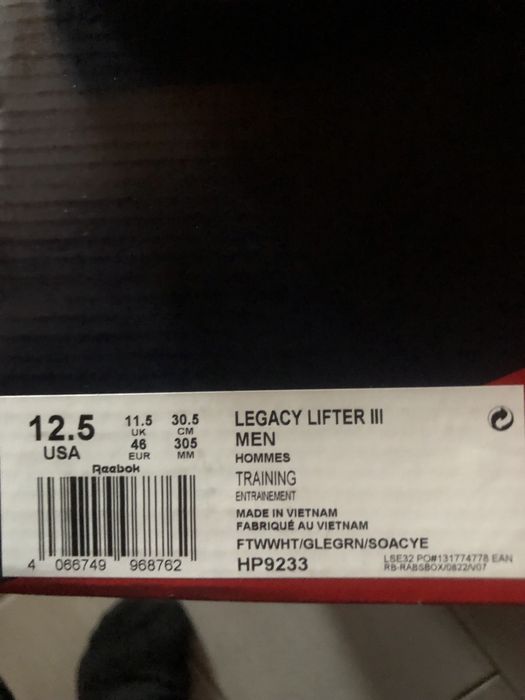 12.5
USA
11.5
UK
46
EUR
30.5
CM
305
MM
Reebok
4 066749 968762
LEGACY LIFTER III
MEN
HOMMES
TRAINING
ENTRAINEMENT
MADE IN VIETNAM
FABRIQUÉ AU VIETNAM
FTWWHT/GLEGRN/SOACYE
HP9233
LSE32 PO#131774778 EAN
RB-RABSBOX/0822/V07